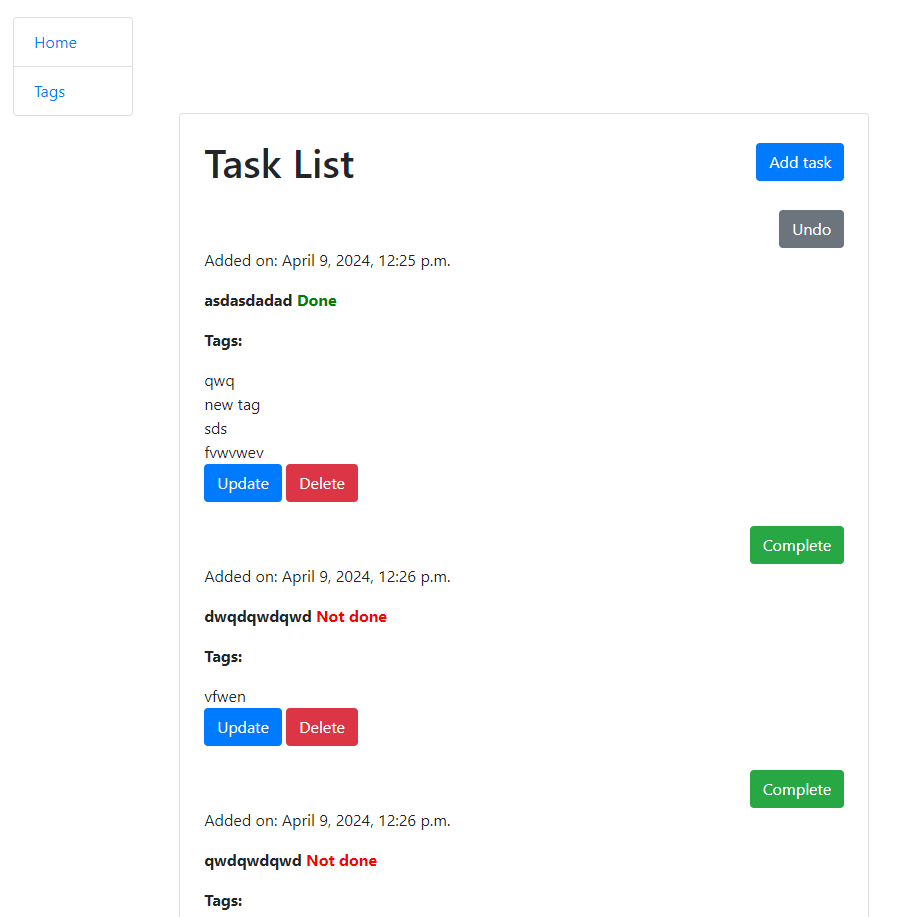 Home
Tags
Task List
Add task
Undo
Added on: April 9, 2024, 12:25 p.m.
asdasdadad Done
Tags:
qwq
new tag
sds
fvwvwev
Update Delete
Complete
Added on: April 9, 2024, 12:26 p.m.
dwqdqwdqwd Not done
Tags:
vfwen
Update Delete
Complete
Added on: April 9, 2024, 12:26 p.m.
qwdqwdqwd Not done
Tags: